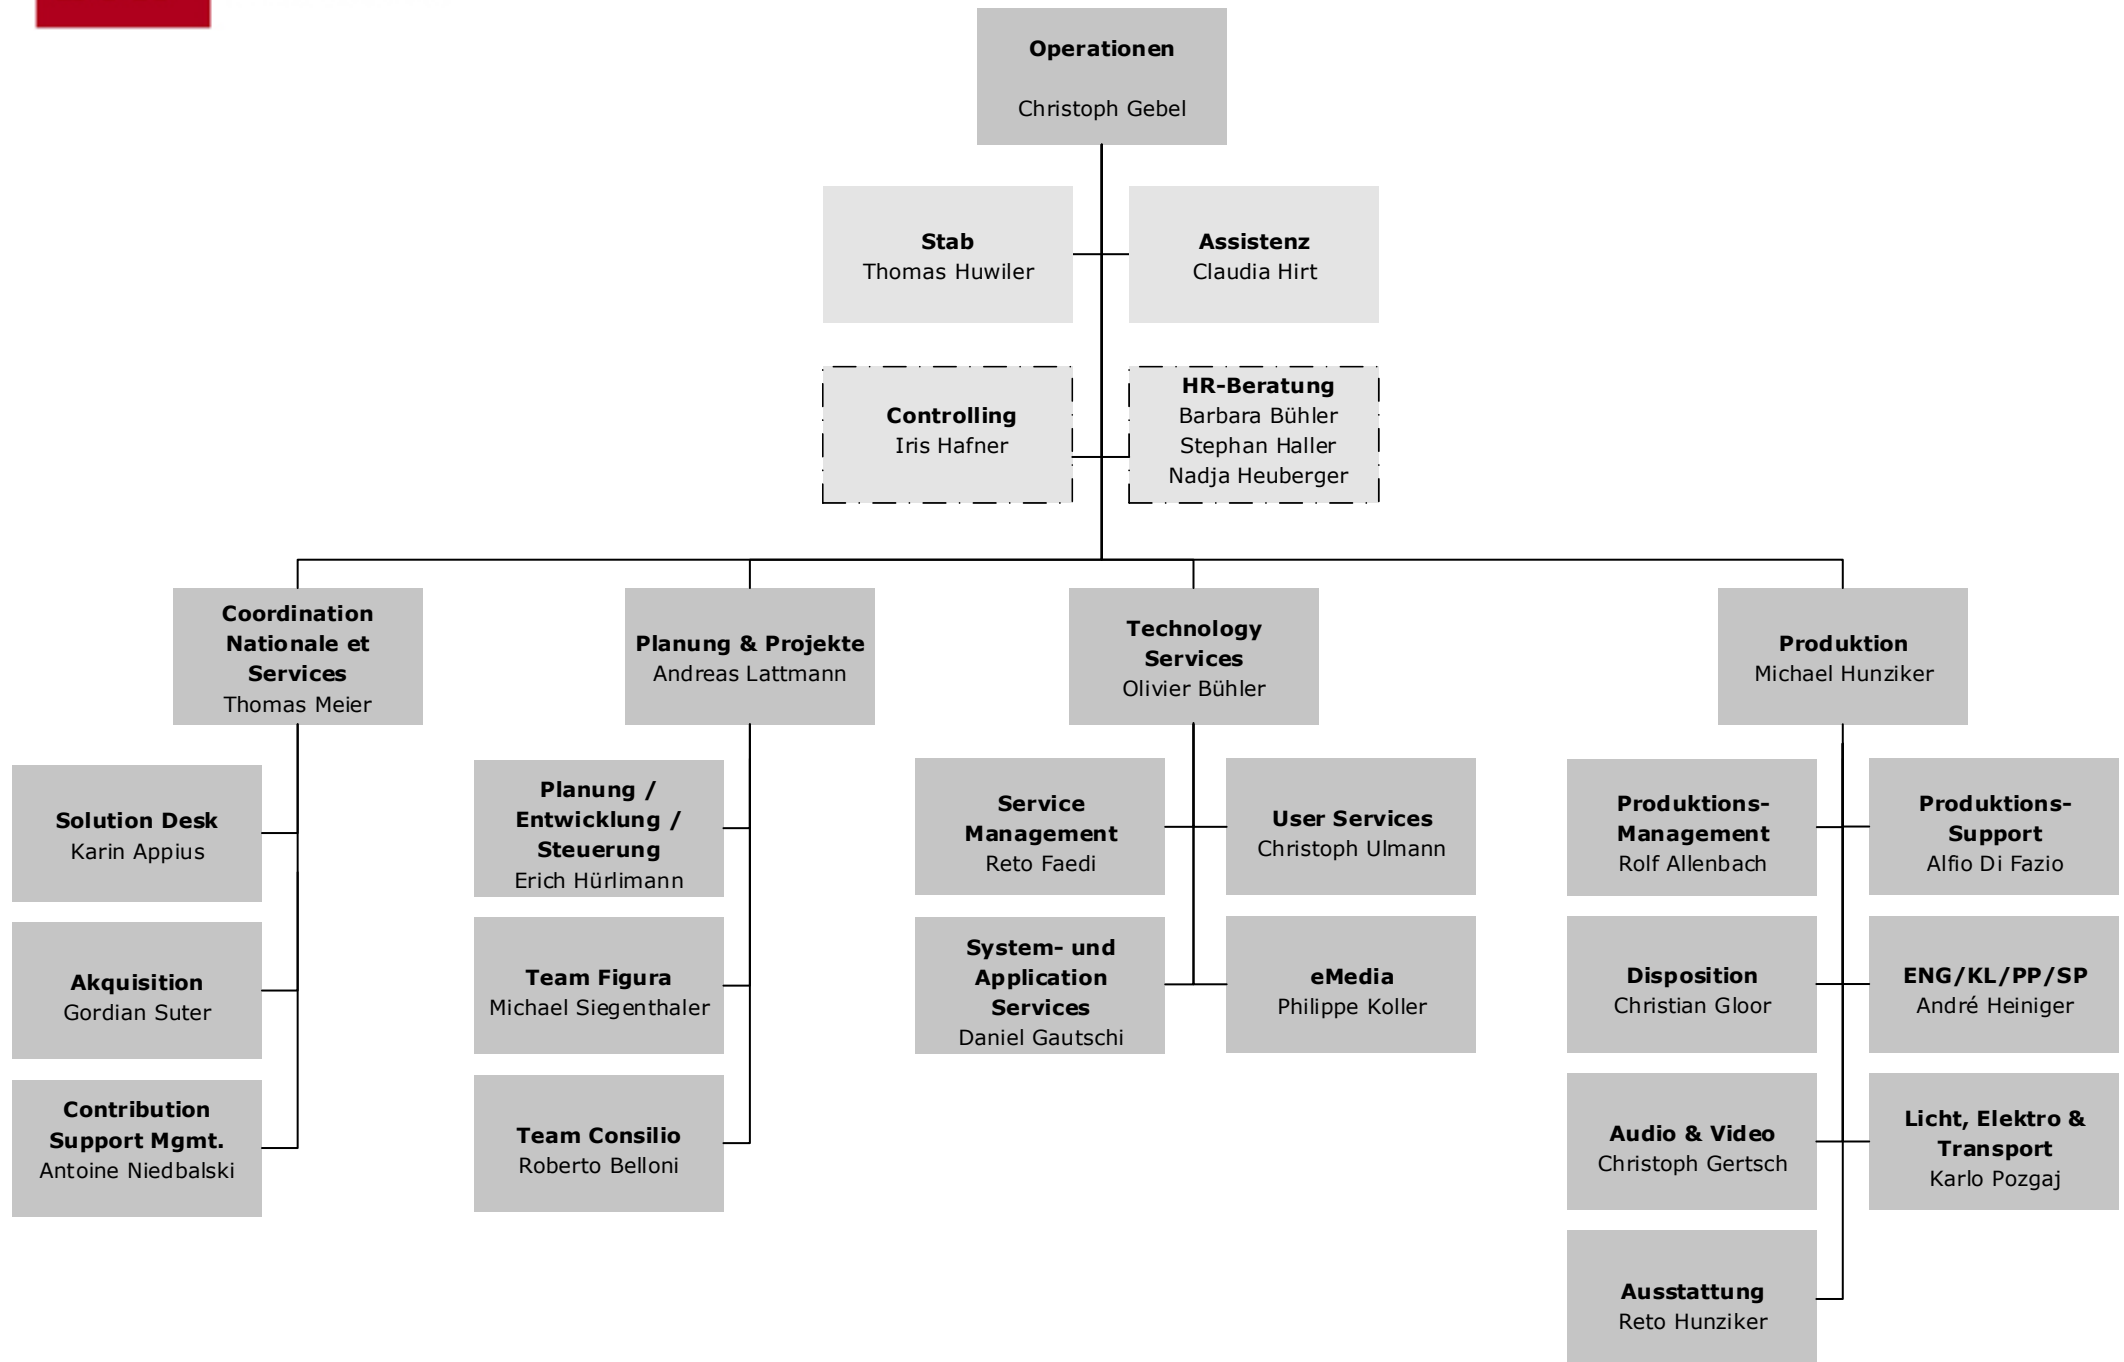 Operationen
Christoph Gebel
Stab
Thomas Huwiler
Assistenz
Claudia Hirt
Controlling
Iris Hafner
HR-Beratung
Barbara Bühler
Stephan Haller
Nadja Heuberger
Coordination
Nationale et
Services
Thomas Meier
Planung & Projekte
Andreas Lattmann
Technology
Services
Olivier Bühler
Produktion
Michael Hunziker
Solution Desk
Karin Appius
Akquisition
Gordian Suter
Contribution
Support Mgmt.
Antoine Niedbalski
Planung /
Entwicklung /
Steuerung
Erich Hürlimann
Team Figura
Michael Siegenthaler
Team Consilio
Roberto Belloni
Service
Management
Reto Faedi
User Services
Christoph Ulmann
System- und
Application
Services
Daniel Gautschi
eMedia
Philippe Koller
Produktions-
Management
Rolf Allenbach
Produktions-
Support
Alfio Di Fazio
Disposition
Christian Gloor
ENG/KL/PP/SP
André Heiniger
Audio & Video
Christoph Gertsch
Licht, Elektro &
Transport
Karlo Pozgaj
Ausstattung
Reto Hunziker